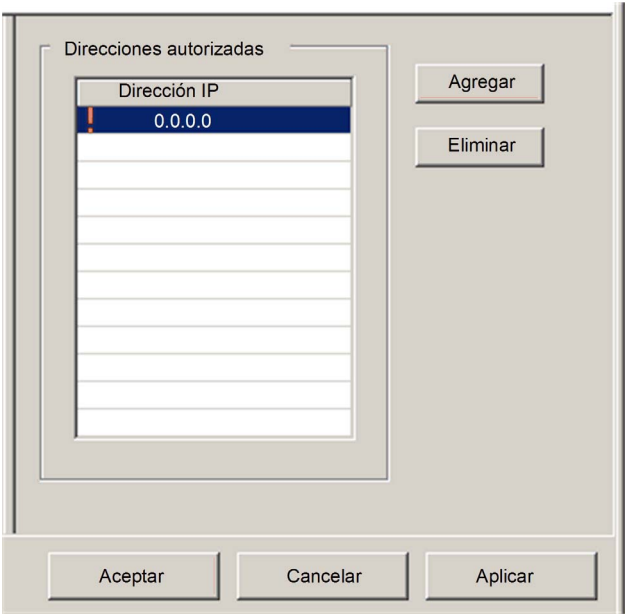 Direcciones autorizadas
Dirección IP
0.0.0.0
Agregar
Eliminar
Aceptar
Cancelar
Aplicar